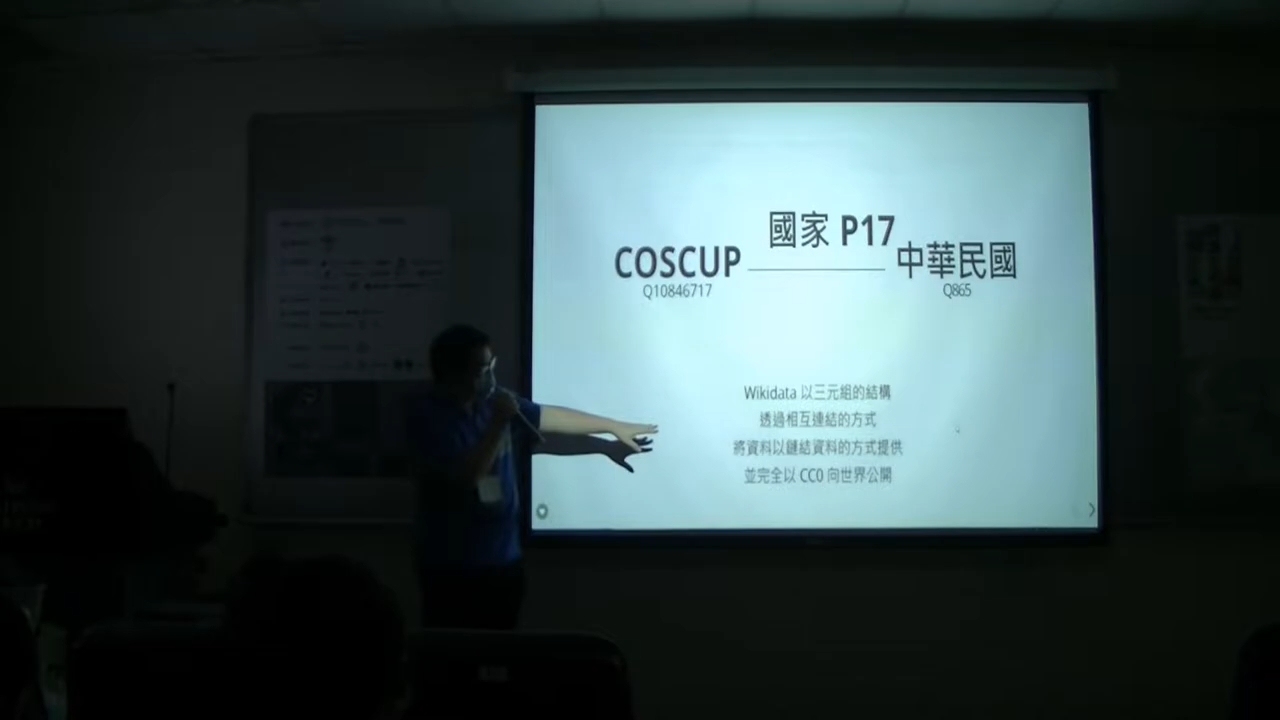 國家 P17
COSCUP
中華民國
Q10846717
Q865
Wikidata 以三元組的結構
透過相互連結的方式
將資料以鏈結資料的方式提供
並完全以 CC0 向世界公開